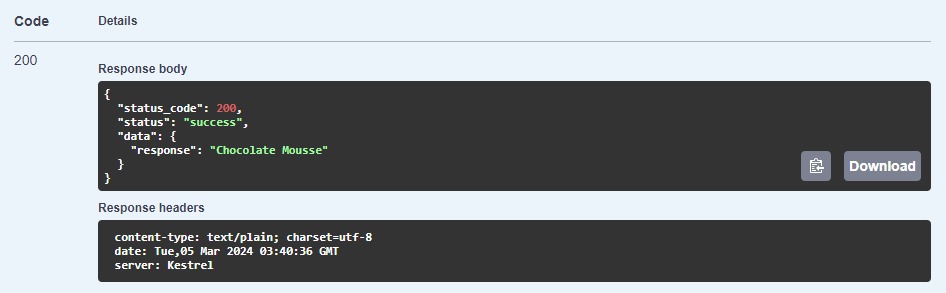 Code Details
200
Response body
{
  "status_code": 200,
  "status": "success",
  "data": {
    "response": "Chocolate Mousse"
  }
}
Download
Response headers
content-type: text/plain; charset=utf-8
date: Tue,05 Mar 2024 03:40:36 GMT
server: Kestrel